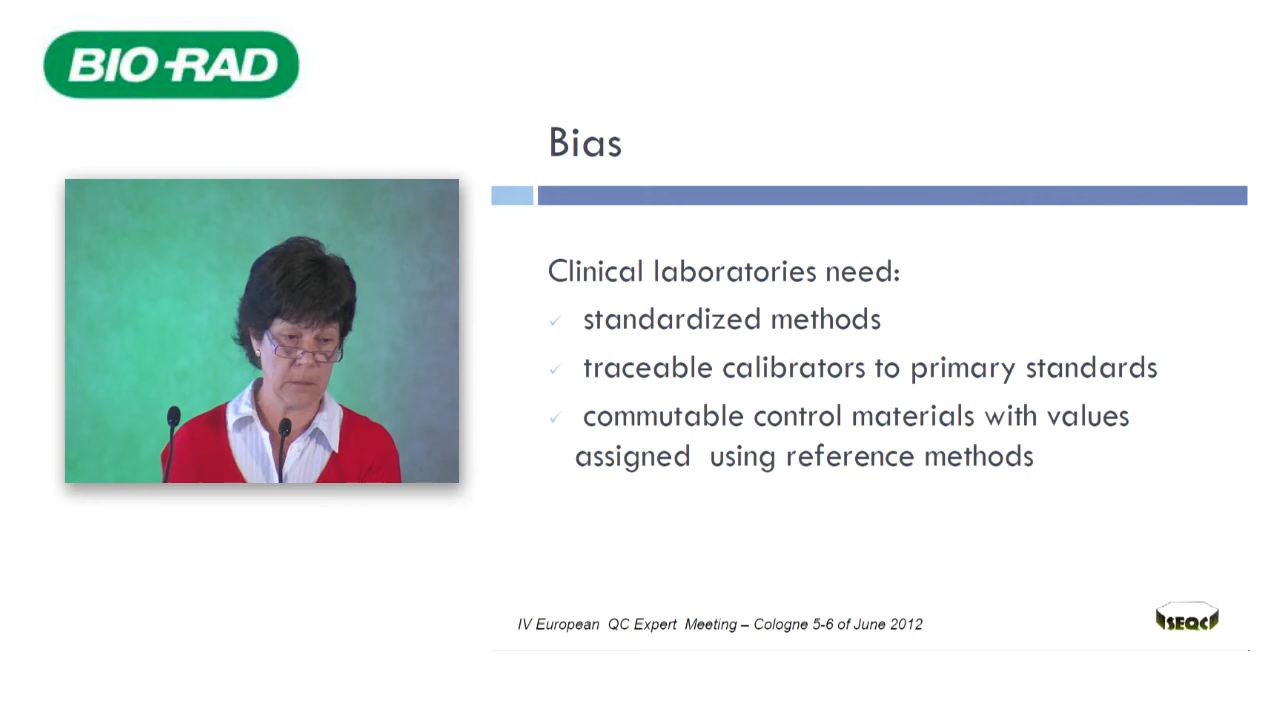 BIO-RAD
Bias
Clinical laboratories need:
✓ standardized methods
✓ traceable calibrators to primary standards
✓ commutable control materials with values
assigned using reference methods
IV European QC Expert Meeting – Cologne 5-6 of June 2012
SEQC